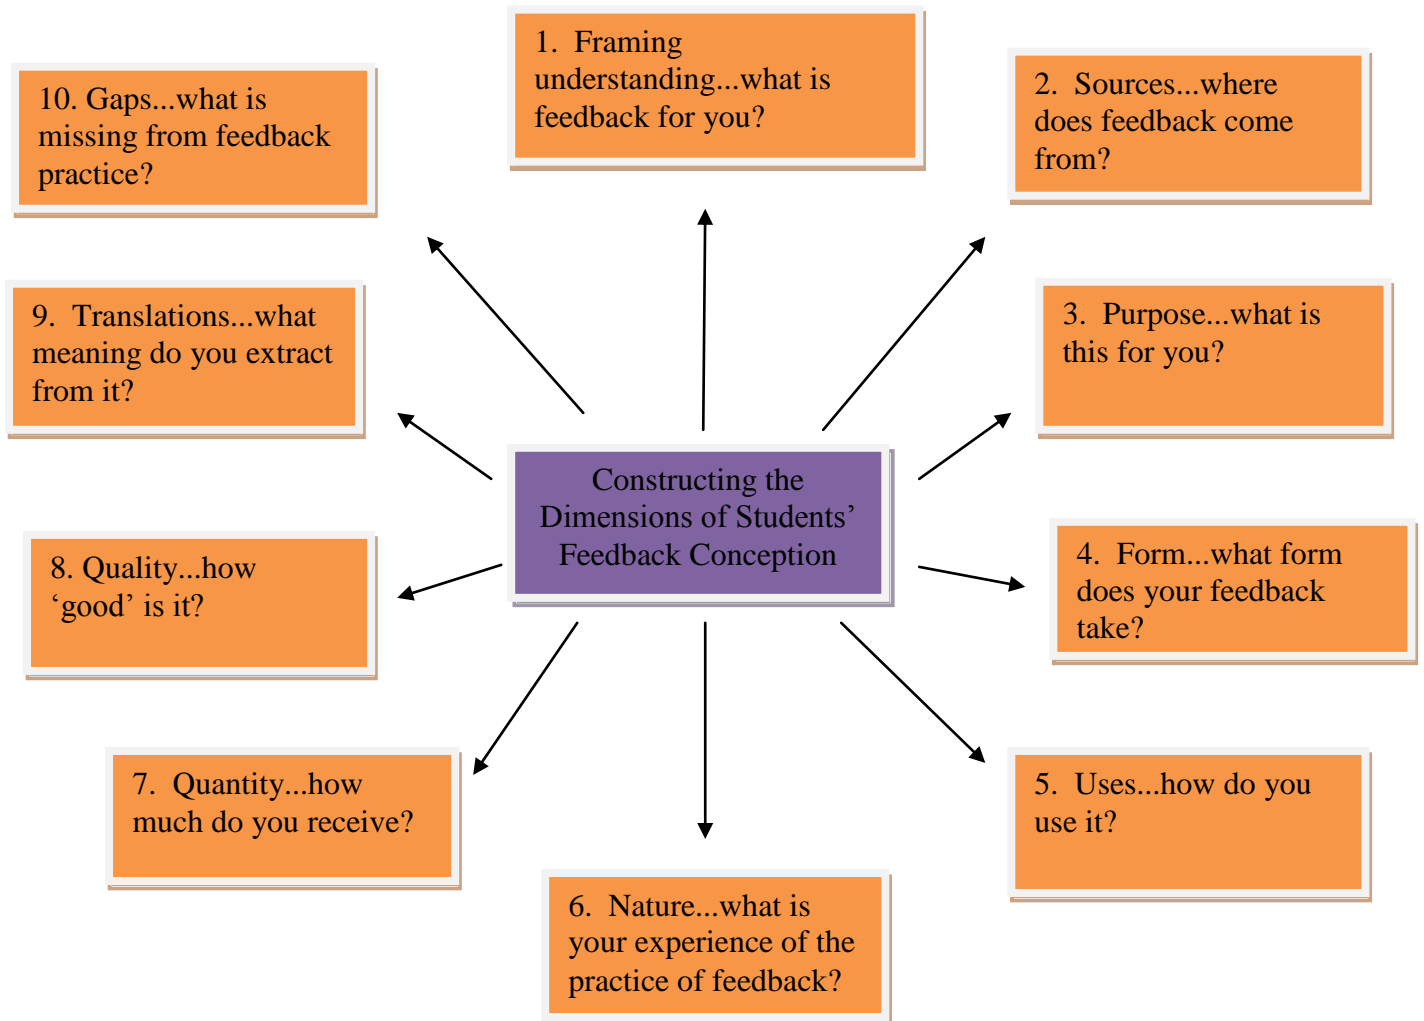 1. Framing
understanding...what is
feedback for you?
2. Sources...where
does feedback come
from?
3. Purpose...what is
this for you?
4. Form...what form
does your feedback
take?
5. Uses...how do you
use it?
6. Nature...what is
your experience of the
practice of feedback?
7. Quantity...how
much do you receive?
8. Quality...how
‘good’ is it?
9. Translations...what
meaning do you extract
from it?
10. Gaps...what is
missing from feedback
practice?
Constructing the
Dimensions of Students’
Feedback Conception